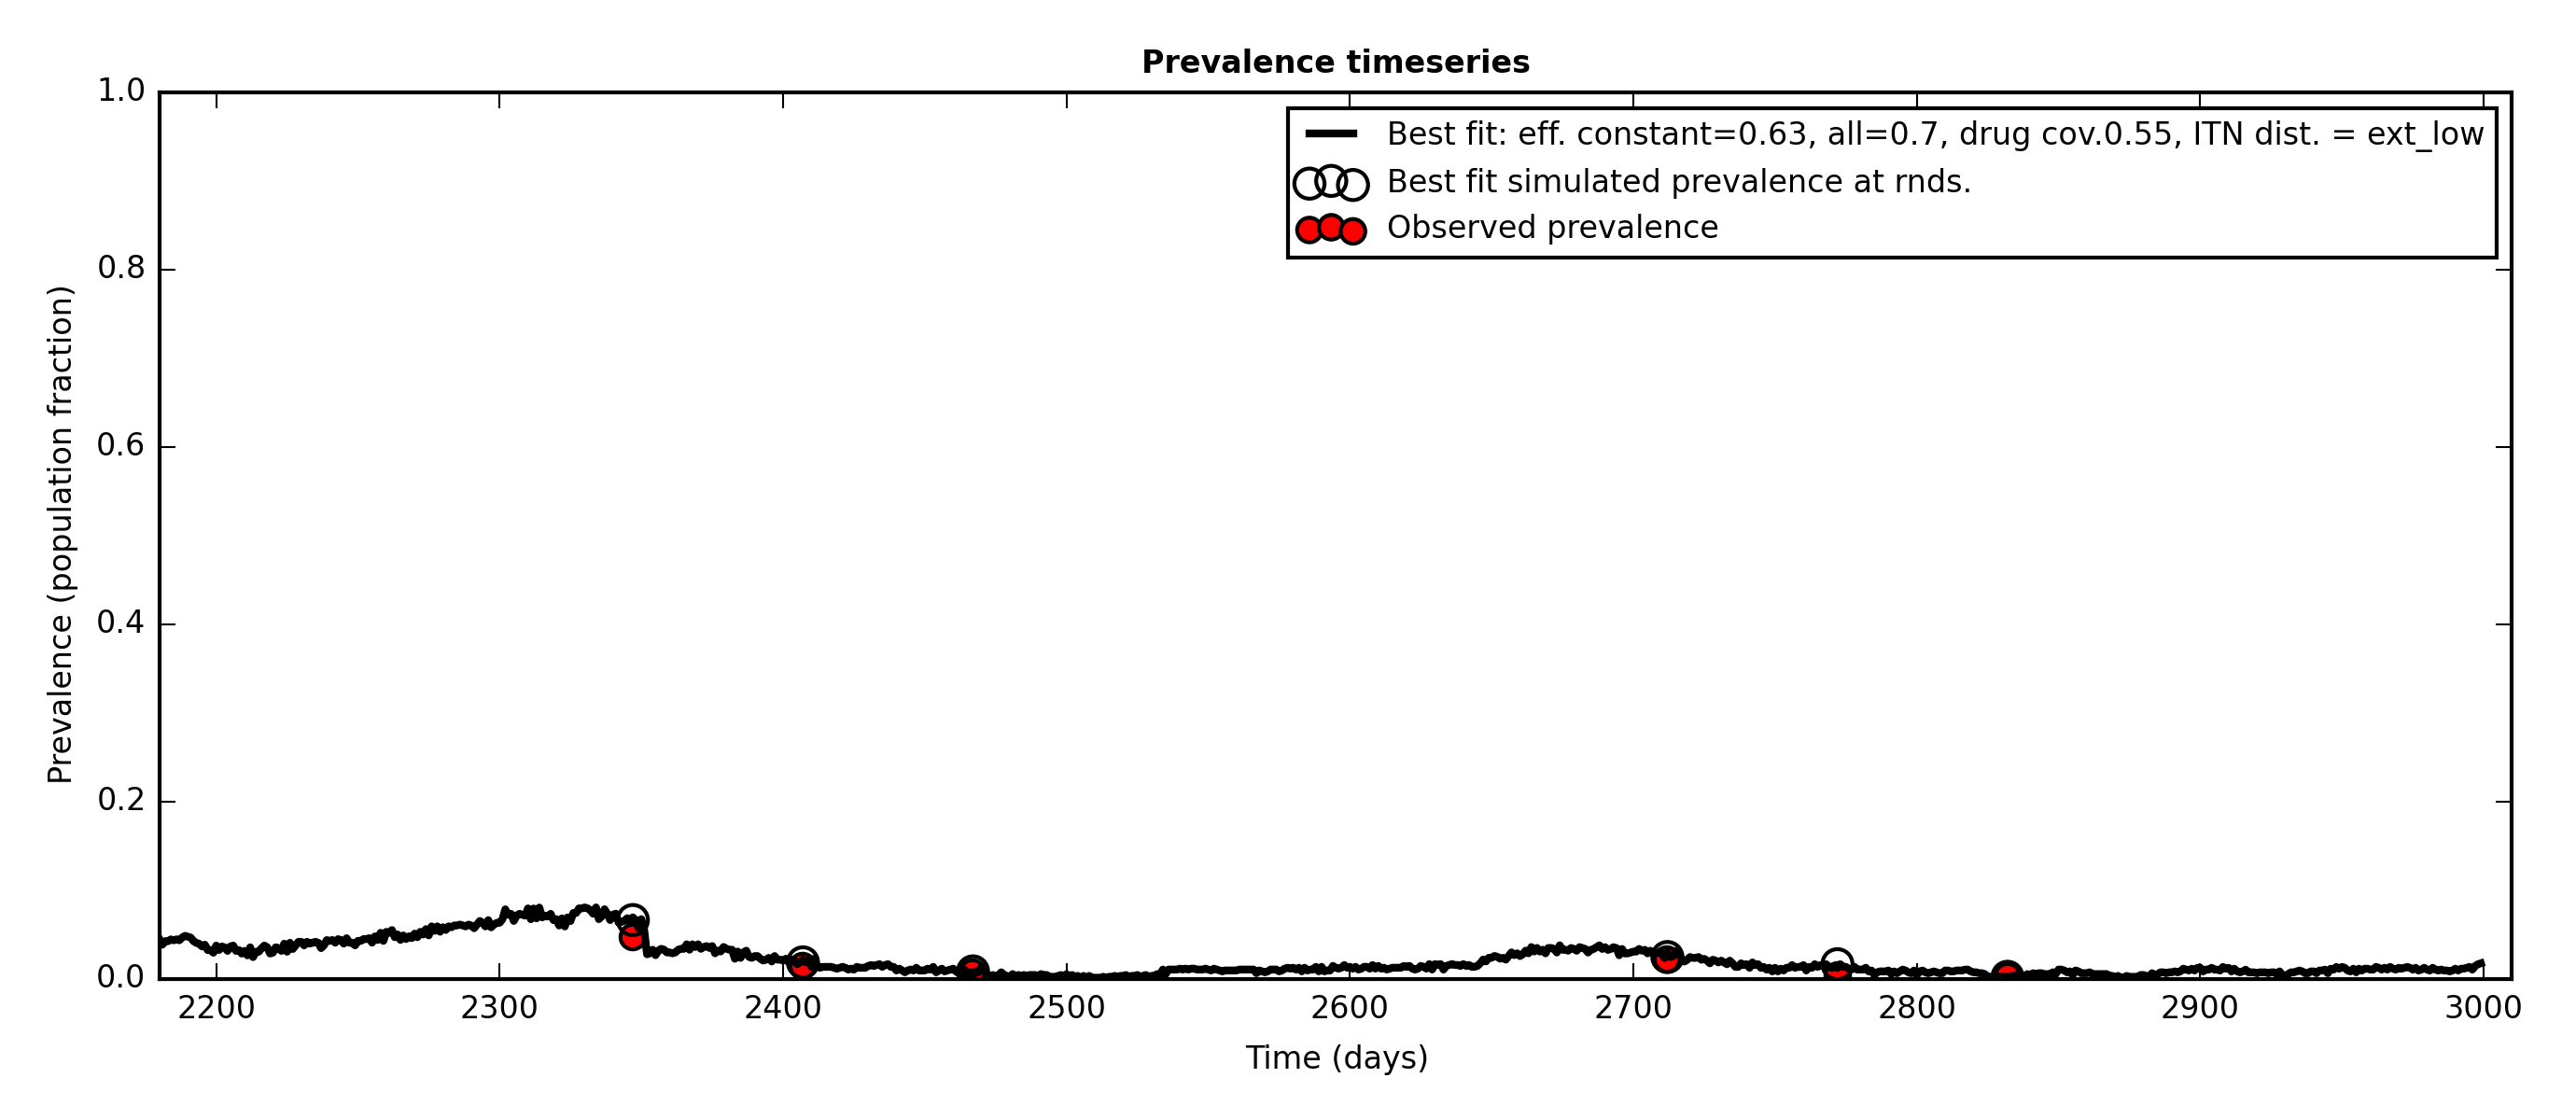 Prevalence timeseries
1.0
0.8
0.6
0.4
0.2
0.0
Prevalence (population fraction)
Best fit: eff. constant=0.63, all=0.7, drug cov.0.55, ITN dist. = ext_low
Best fit simulated prevalence at rnds.
Observed prevalence
2200 2300 2400 2500 2600 2700 2800 2900 3000
Time (days)